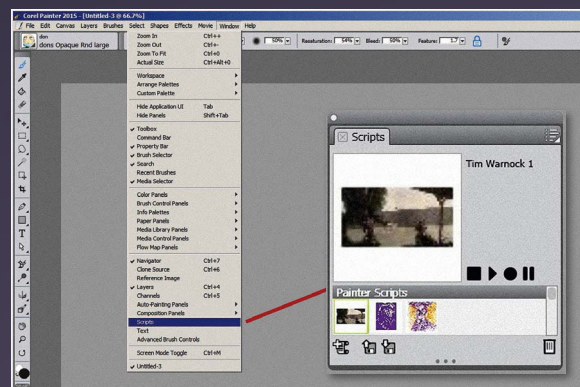 Corel Painter 2015 - [Untitled-3 @ 66.7%]
File Edit Canvas Layers Brushes Select Shapes Effects Movie Window Help
don
dons Opaque Rnd large
50% Resaturation: 54% Bleed: 50% Feature: 1.7
Zoom In Ctrl++
Zoom Out Ctrl+-
Zoom To Fit Ctrl+0
Actual Size Ctrl+Alt+0
Workspace
Arrange Palettes
Custom Palette
Hide Application UI Tab
Hide Panels Shift+Tab
Toolbox
Command Bar
Property Bar
Brush Selector
Search
Recent Brushes
Media Selector
Color Panels
Brush Control Panels
Info Palettes
Paper Panels
Media Library Panels
Media Control Panels
Flow Map Panels
Navigator Ctrl+7
Clone Source Ctrl+6
Reference Image
Layers Ctrl+4
Channels Ctrl+5
Auto-Painting Panels
Composition Panels
Scripts
Text
Advanced Brush Controls
Screen Mode Toggle Ctrl+M
Untitled-3
Scripts
Tim Warnock 1
Painter Scripts